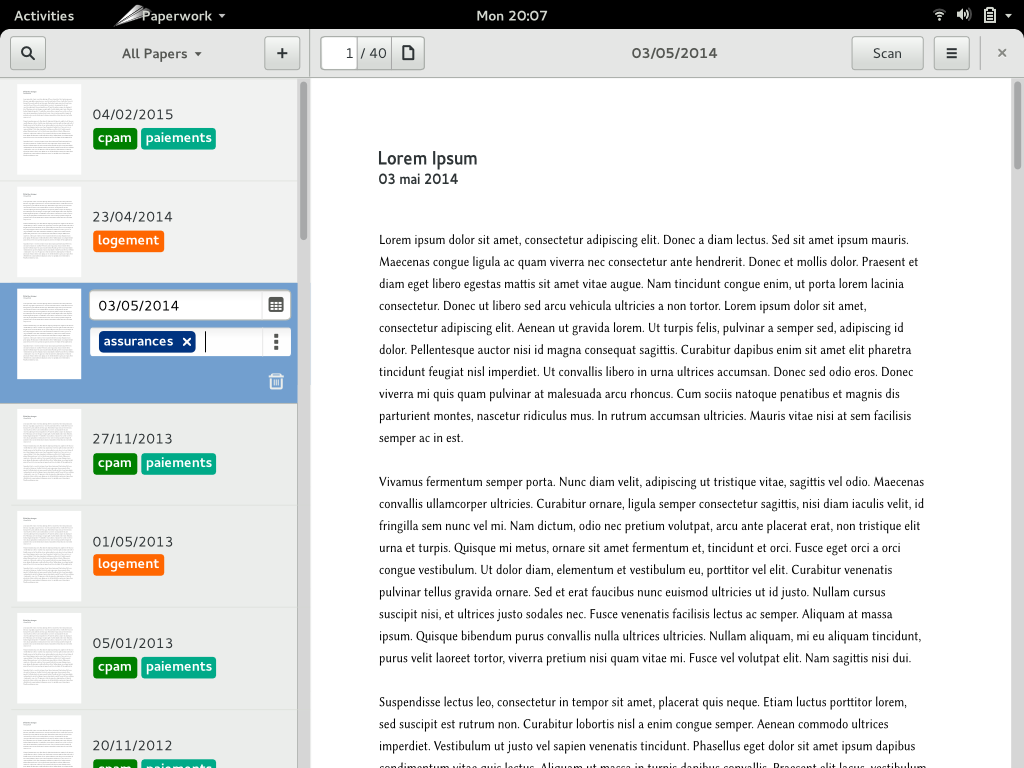 Activities Paperwork Mon 20:07
All Papers + 1 / 40 03/05/2014 Scan
04/02/2015
cpam paiements
23/04/2014
logement
03/05/2014
assurances
27/11/2013
cpam paiements
01/05/2013
logement
05/01/2013
cpam paiements
20/11/2012
cpam paiements
Lorem Ipsum
03 mai 2014
Lorem ipsum dolor sit amet, consectetur adipiscing elit. Donec a diam lectus. Sed sit amet ipsum mauris.
Maecenas congue ligula ac quam viverra nec consectetur ante hendrerit. Donec et mollis dolor. Praesent et
diam eget libero egestas mattis sit amet vitae augue. Nam tincidunt congue enim, ut porta lorem lacinia
consectetur. Donec ut libero sed arcu vehicula ultricies a non tortor. Lorem ipsum dolor sit amet,
consectetur adipiscing elit. Aenean ut gravida lorem. Ut turpis felis, pulvinar a semper sed, adipiscing id
dolor. Pellentesque auctor nisi id magna consequat sagittis. Curabitur dapibus enim sit amet elit pharetra
tincidunt feugiat nisl imperdiet. Ut convallis libero in urna ultrices accumsan. Donec sed odio eros. Donec
viverra mi quis quam pulvinar at malesuada arcu rhoncus. Cum sociis natoque penatibus et magnis dis
parturient montes, nascetur ridiculus mus. In rutrum accumsan ultricies. Mauris vitae nisi at sem facilisis
semper ac in est.
Vivamus fermentum semper porta. Nunc diam velit, adipiscing ut tristique vitae, sagittis vel odio. Maecenas
convallis ullamcorper ultricies. Curabitur ornare, ligula semper consectetur sagittis, nisi diam iaculis velit, id
fringilla sem nunc vel mi. Nam dictum, odio nec pretium volutpat, arcu ante placerat erat, non tristique elit
urna et turpis. Quisque mi metus, ornare sit amet fermentum et, tincidunt et orci. Fusce eget orci a orci
congue vestibulum. Ut dolor diam, elementum et vestibulum eu, porttitor vel elit. Curabitur venenatis
pulvinar tellus gravida ornare. Sed et erat faucibus nunc euismod ultricies ut id justo. Nullam cursus
suscipit nisi, et ultrices justo sodales nec. Fusce venenatis facilisis lectus ac semper. Aliquam at massa
ipsum. Quisque bibendum purus convallis nulla ultrices ultricies. Nullam aliquam, mi eu aliquam tincidunt,
purus velit laoreet tortor, viverra pretium nisi quam vitae mi. Fusce vel volutpat elit. Nam sagittis nisi dui.
Suspendisse lectus leo, consectetur in tempor sit amet, placerat quis neque. Etiam luctus porttitor lorem,
sed suscipit est rutrum non. Curabitur lobortis nisl a enim congue semper. Aenean commodo ultrices
imperdiet. Vestibulum ut justo vel sapien venenatis tincidunt. Phasellus eget dolor sit amet ipsum dapibus
condimentum vitae quis lectus. Aliquam ut massa in turpis dapibus convallis. Praesent elit lacus, vestibulum